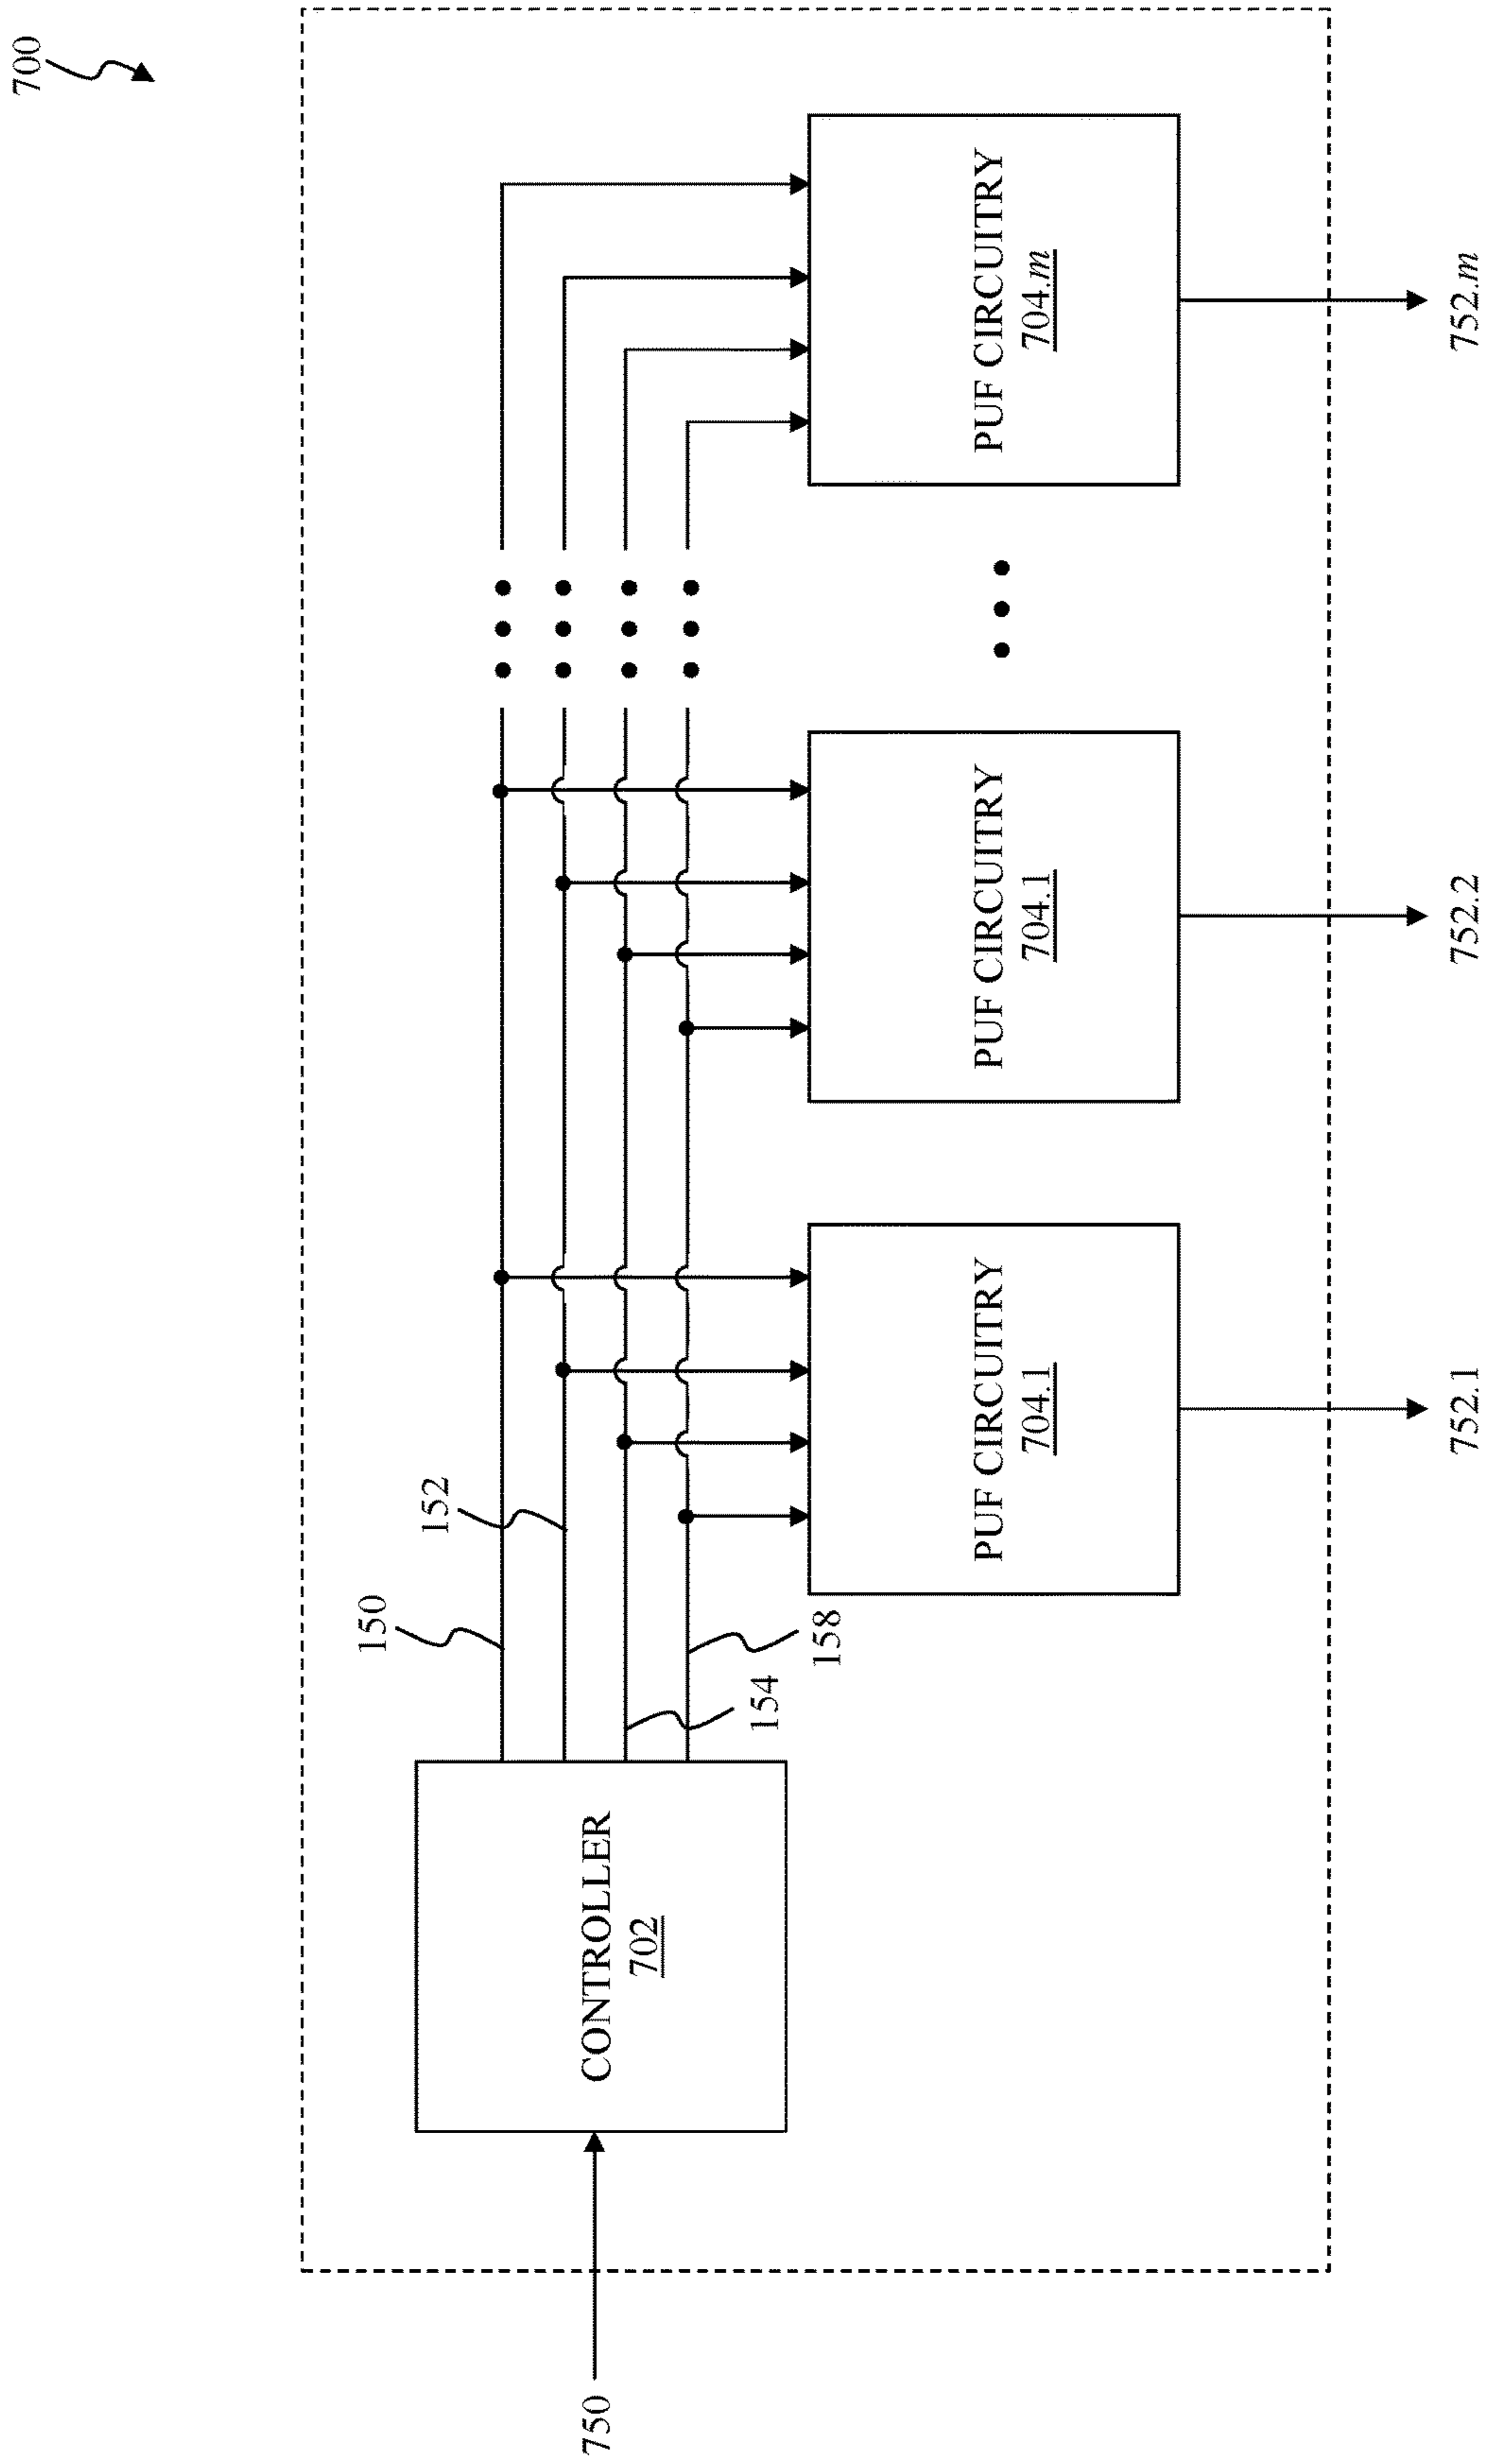 700
150
152
154
158
750
CONTROLLER
702
PUF CIRCUITRY
704.1
PUF CIRCUITRY
704.1
PUF CIRCUITRY
704.m
752.1
752.2
752.m